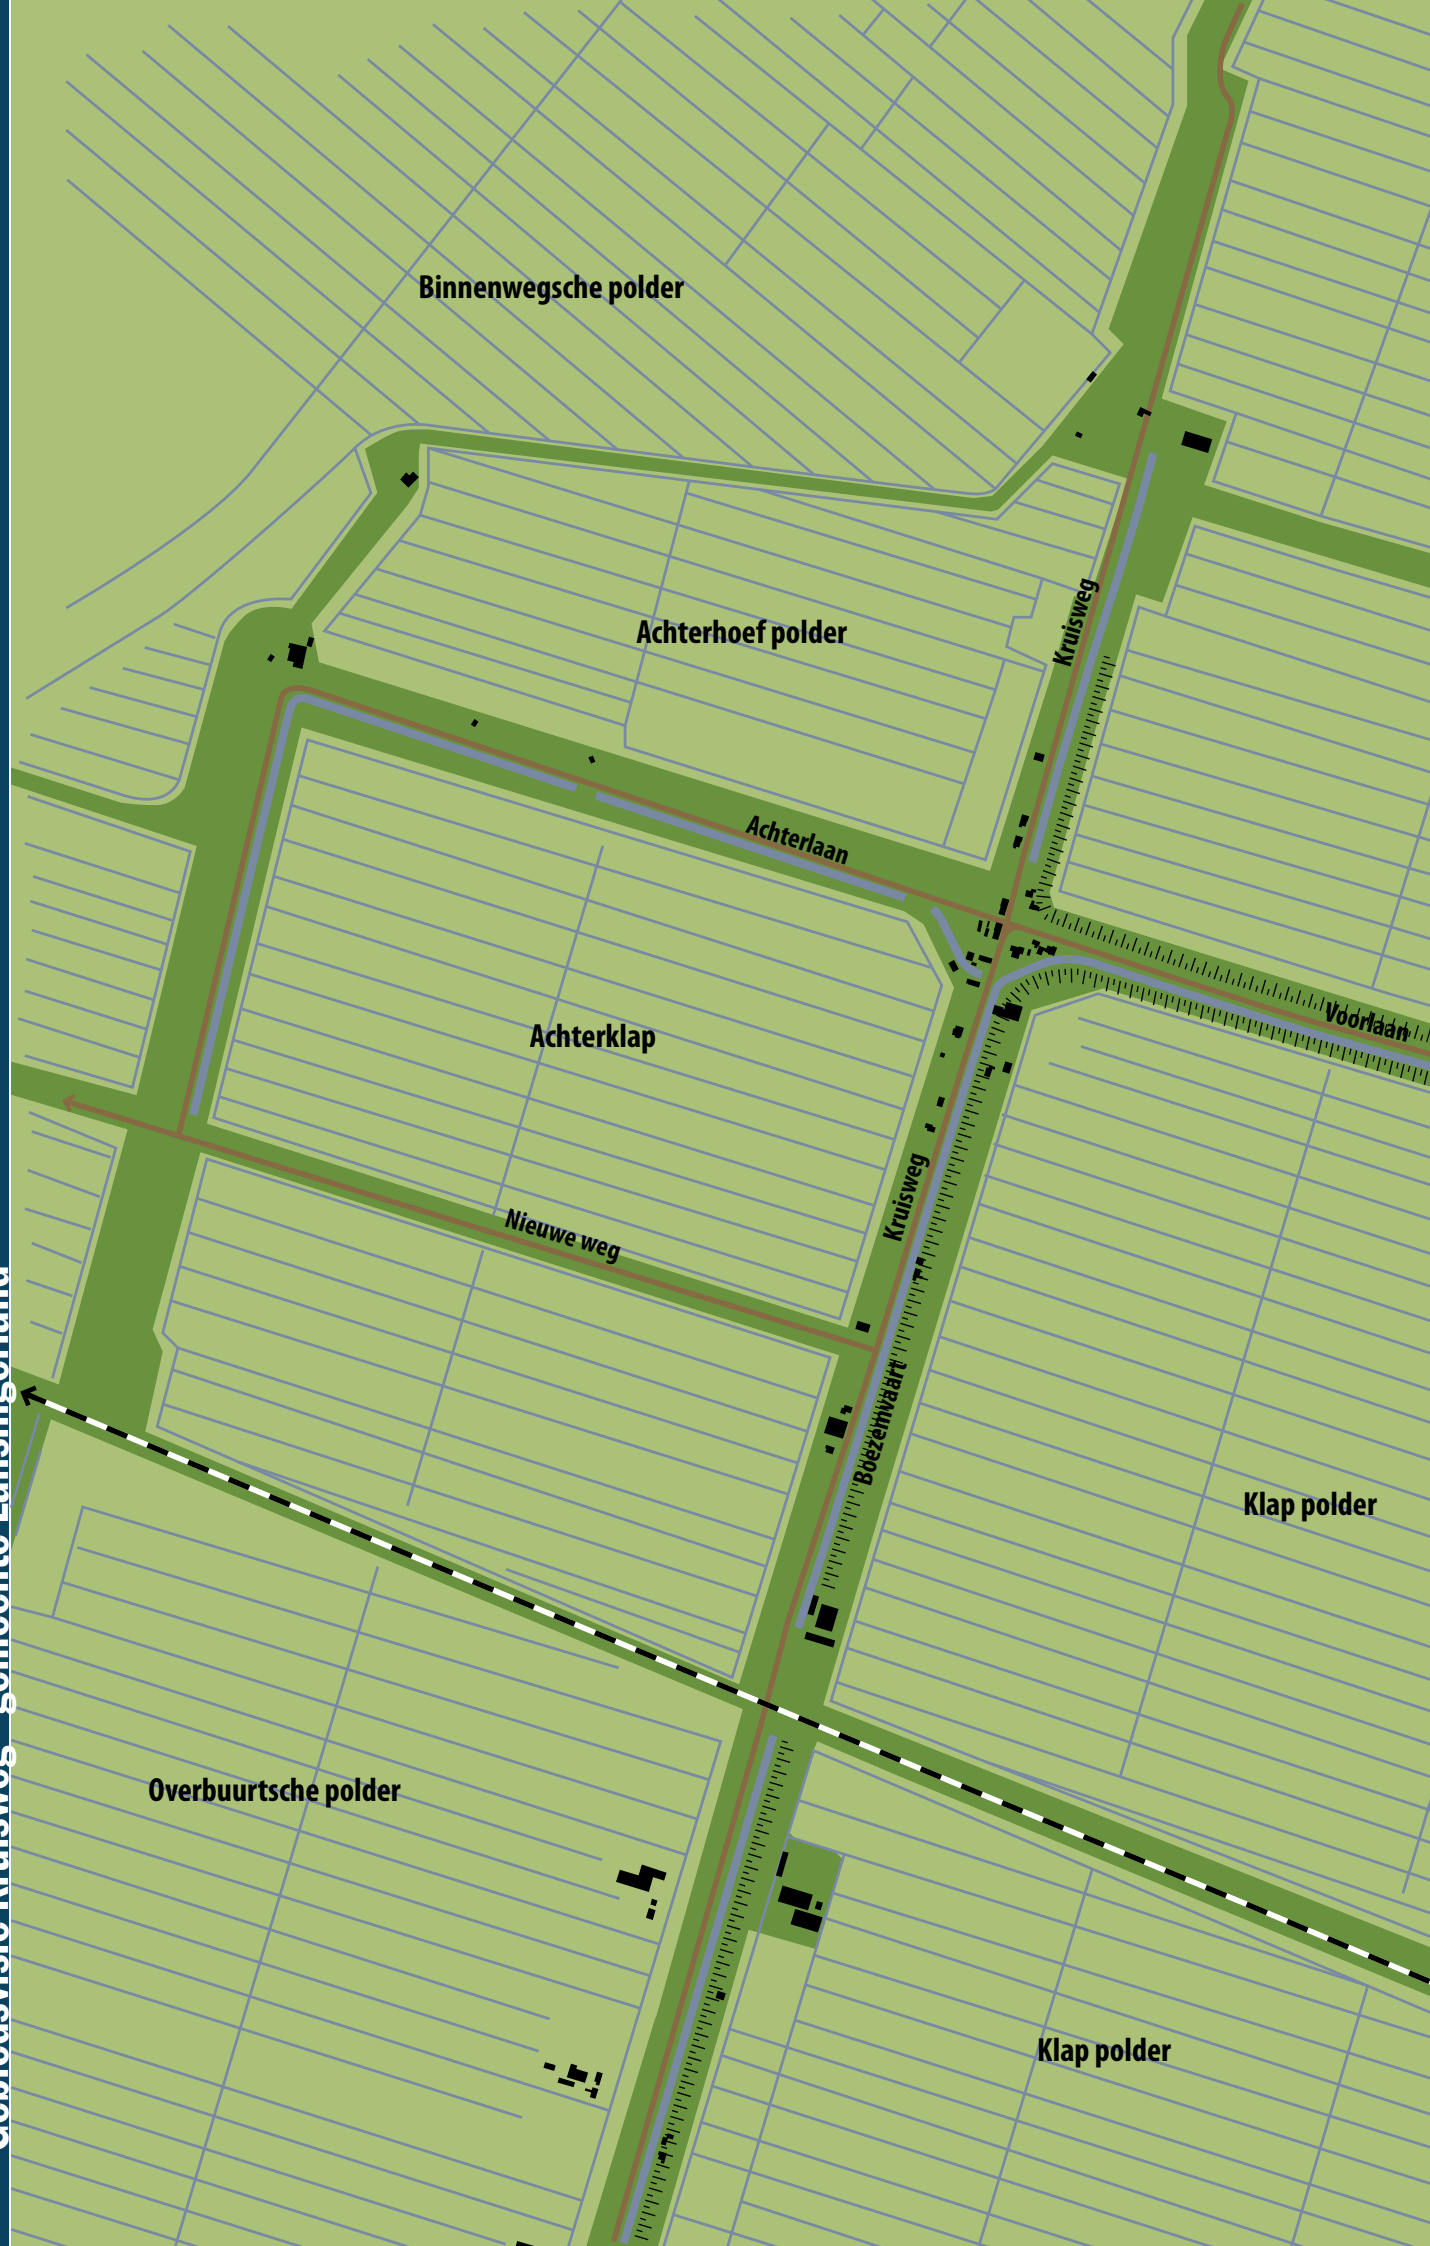 Binnenwegsche polder
Achterhoef polder
Kruisweg
Achterlaan
Voorlaan
Achterklap
Kruisweg
Nieuwe weg
Boezemvaart
Klap polder
Overbuurtsche polder
Klap polder